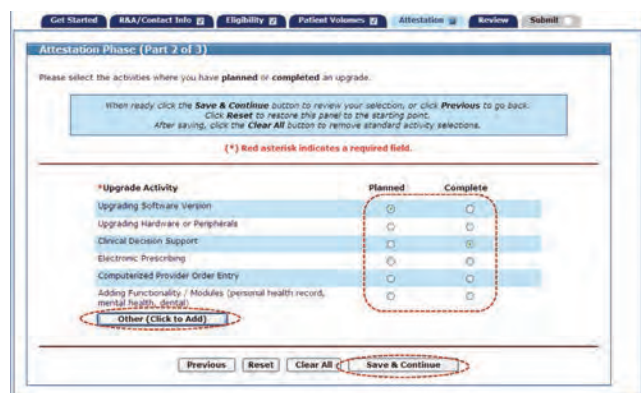 Get Started R&A/Contact Info Eligibility Patient Volumes Attestation Review Submit
Attestation Phase (Part 2 of 3)
Please select the activities where you have planned or completed an upgrade.
When ready click the Save & Continue button to review your selection, or click Previous to go back.
Click Reset to restore this panel to the starting point.
After saving, click the Clear All button to remove standard activity selections.
(*) Red asterisk indicates a required field.
*Upgrade Activity Planned Complete
Upgrading Software Version
Upgrading Hardware or Peripherals
Clinical Decision Support
Electronic Prescribing
Computerized Provider Order Entry
Adding Functionality / Modules (personal health record,
mental health, dental)
Other (Click to Add)
Previous Reset Clear All Save & Continue